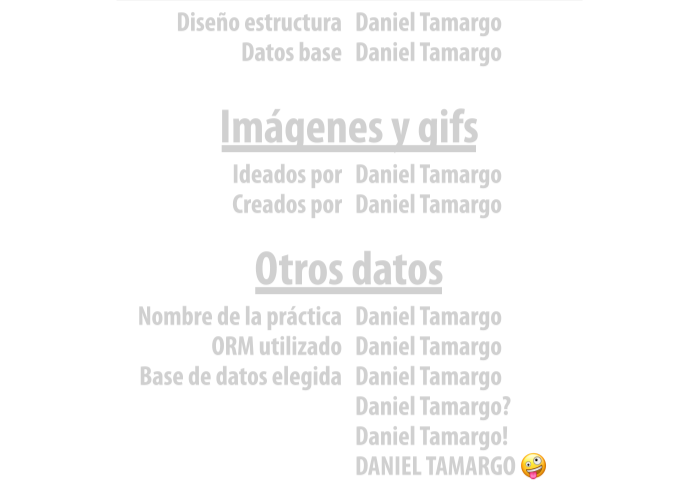 Diseño estructura Daniel Tamargo
Datos base Daniel Tamargo
Imágenes y gifs
Ideados por Daniel Tamargo
Creados por Daniel Tamargo
Otros datos
Nombre de la práctica Daniel Tamargo
ORM utilizado Daniel Tamargo
Base de datos elegida Daniel Tamargo
Daniel Tamargo?
Daniel Tamargo!
DANIEL TAMARGO 🤪